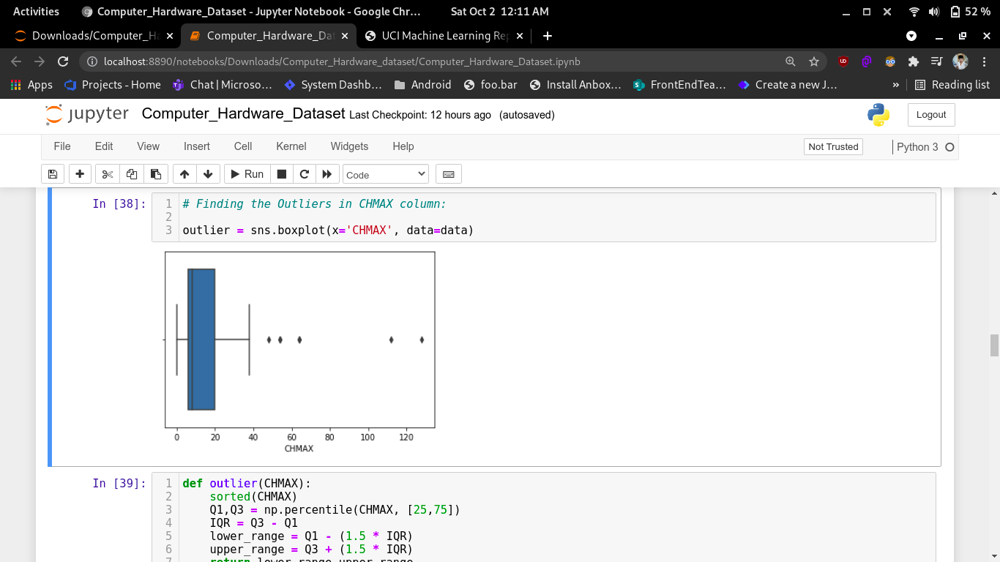 Activities Computer_Hardware_Dataset - Jupyter Notebook - Google Chr... Sat Oct 2 12:11 AM 52 %
Downloads/Computer_Ha Computer_Hardware_Dat UCI Machine Learning Rep
localhost:8890/notebooks/Downloads/Computer_Hardware_dataset/Computer_Hardware_Dataset.ipynb
Apps Projects - Home Chat | Microso... System Dashb... Android foo.bar Install Anbox... FrontEndTea... Create a new J... » Reading list
jupyter Computer_Hardware_Dataset Last Checkpoint: 12 hours ago (autosaved) Logout
File Edit View Insert Cell Kernel Widgets Help Not Trusted Python 3
Run Code
In [38]: 1 # Finding the Outliers in CHMAX column:
2
3 outlier = sns.boxplot(x='CHMAX', data=data)
0 20 40 60 80 100 120
CHMAX
In [39]: 1 def outlier(CHMAX):
2 sorted(CHMAX)
3 Q1,Q3 = np.percentile(CHMAX, [25,75])
4 IQR = Q3 - Q1
5 lower_range = Q1 - (1.5 * IQR)
6 upper_range = Q3 + (1.5 * IQR)
7 return lower_range,upper_range